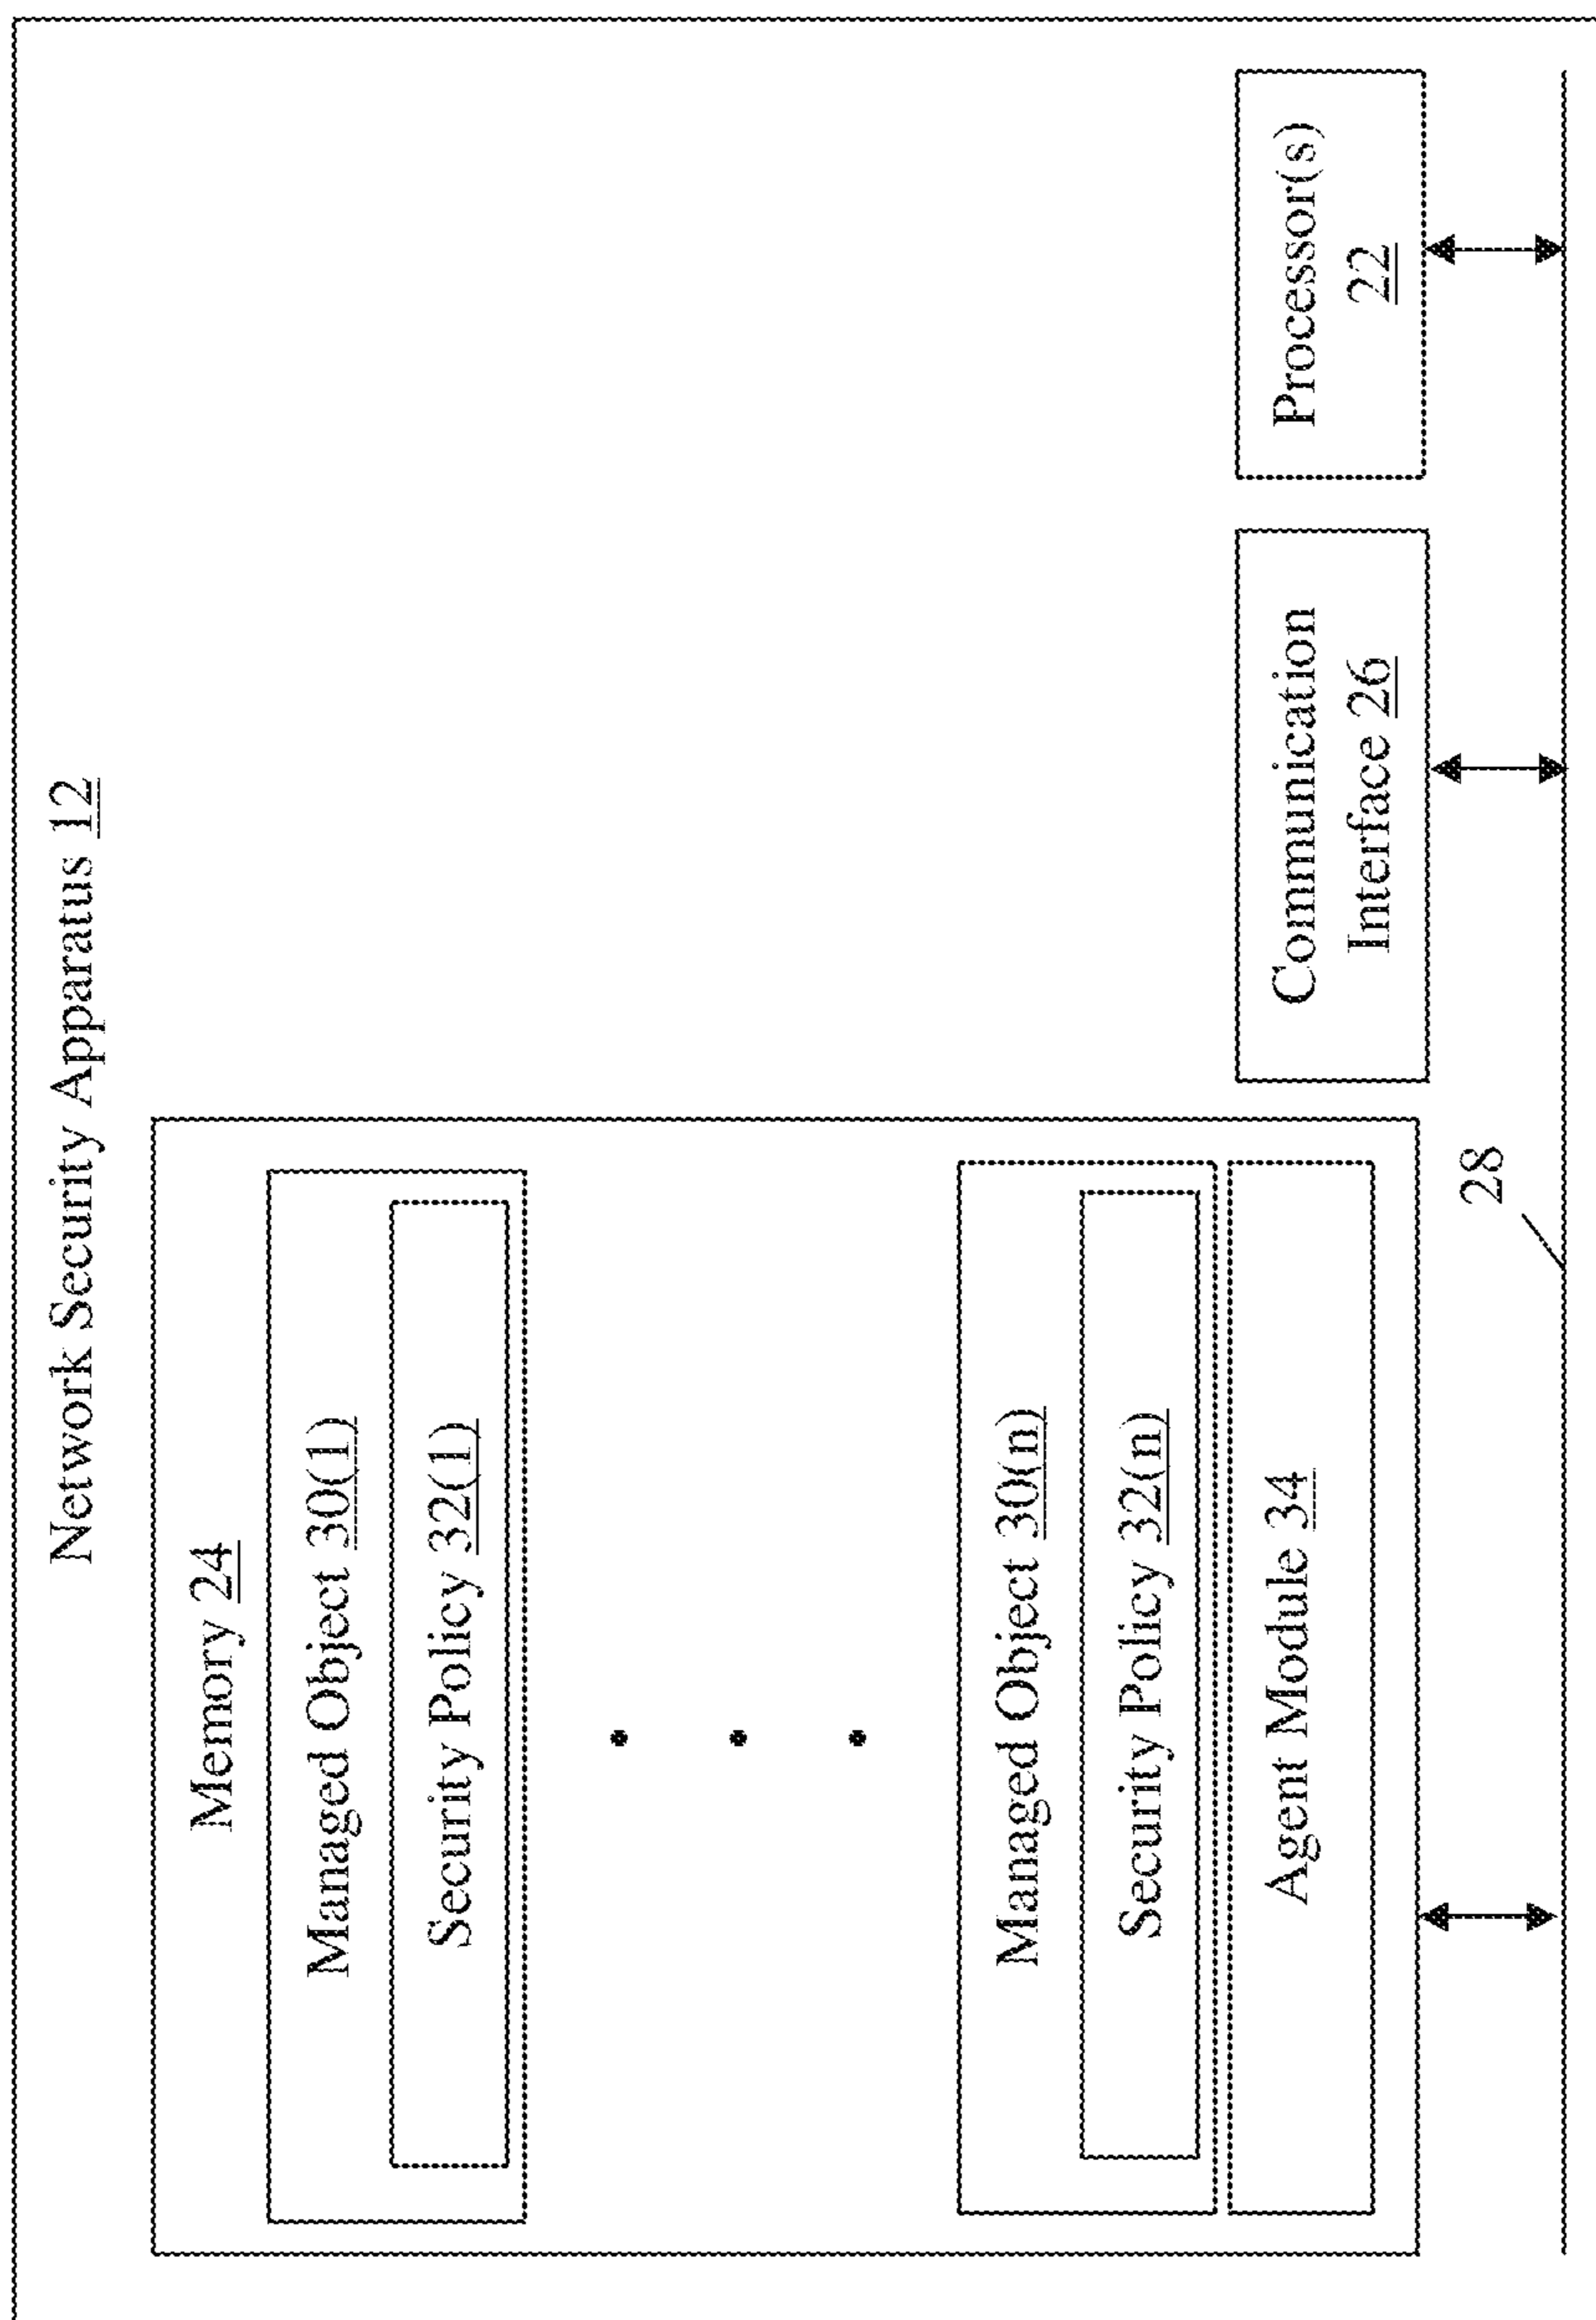 Network Security Apparatus 12
Memory 24
Managed Object 30(1)
Security Policy 32(1)
Managed Object 30(n)
Security Policy 32(n)
Agent Module 34
Communication
Interface 26
Processor(s)
22
28